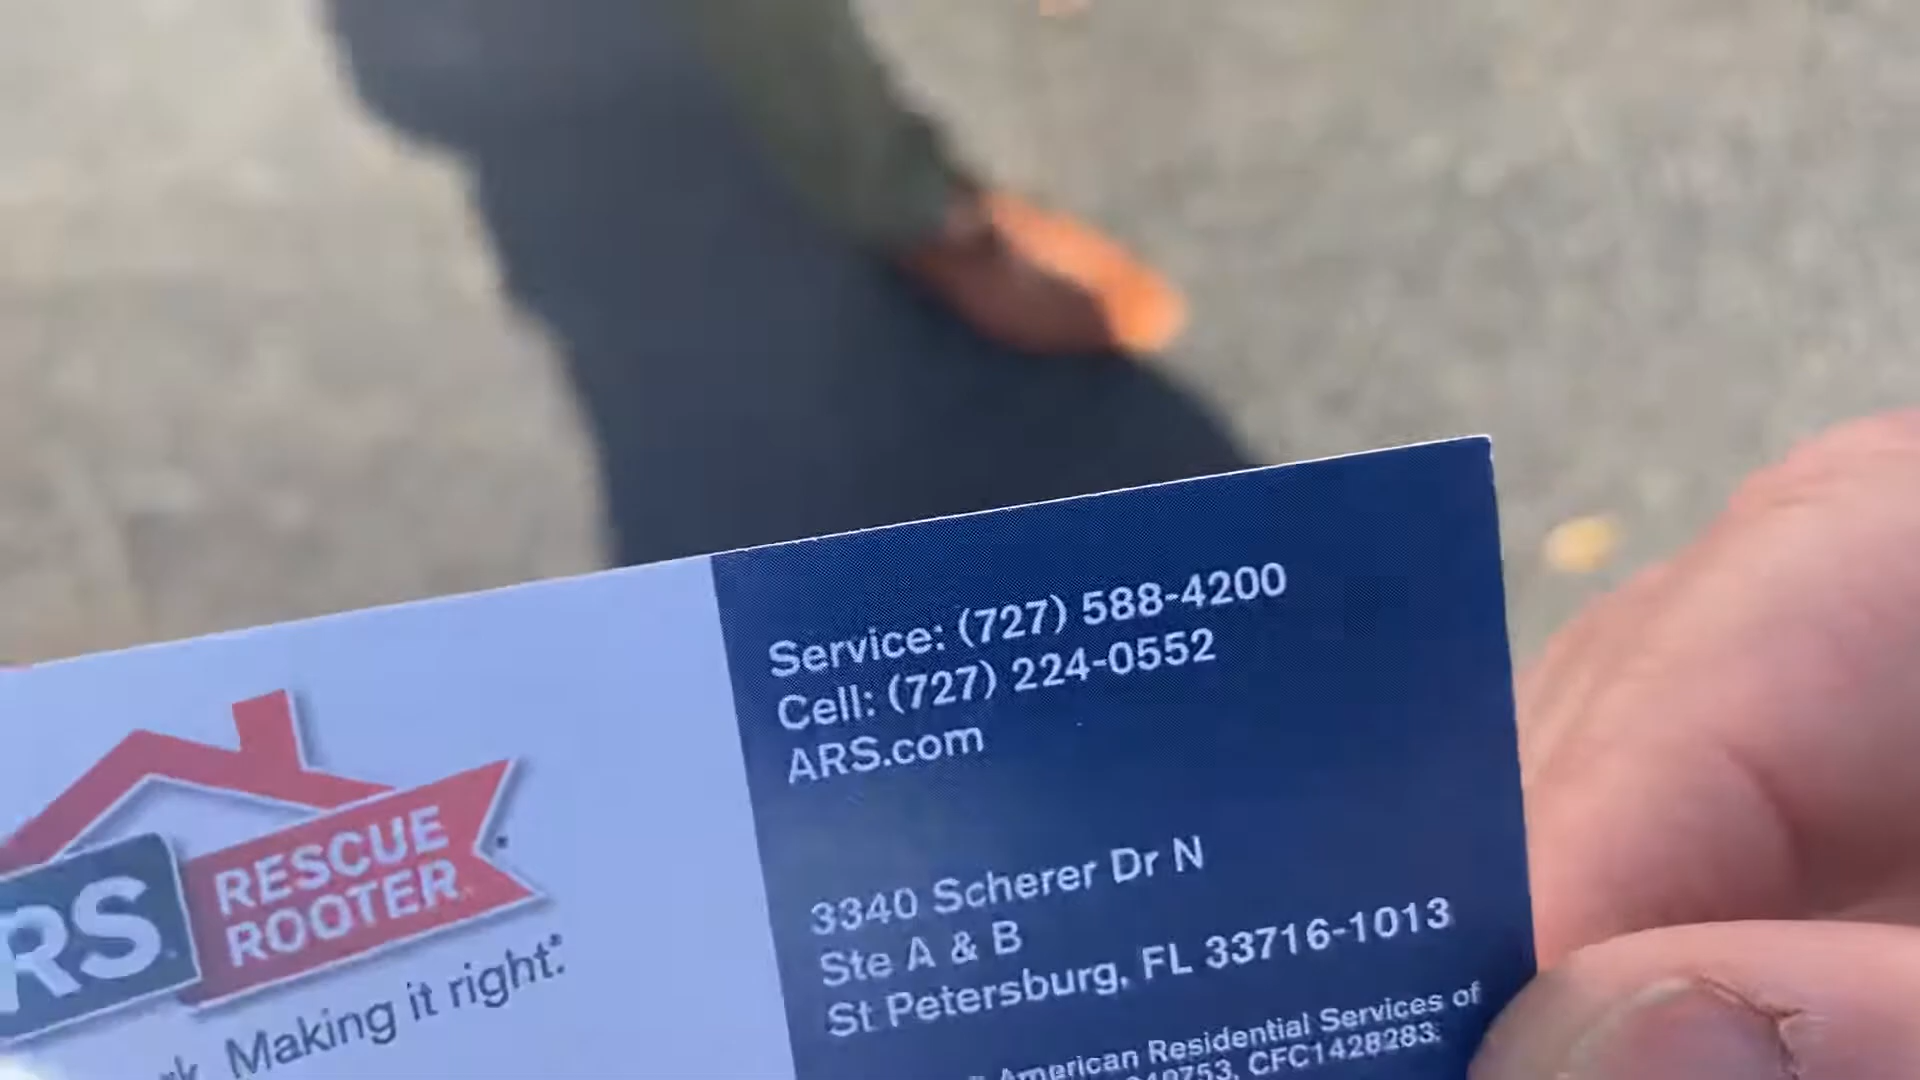 Service: (727) 588-4200
Cell: (727) 224-0552
ARS.com
3340 Scherer Dr N
Ste A & B
St Petersburg, FL 33716-1013
American Residential Services of
CFC1428283.
RS
RESCUE
ROOTER
Making it right.